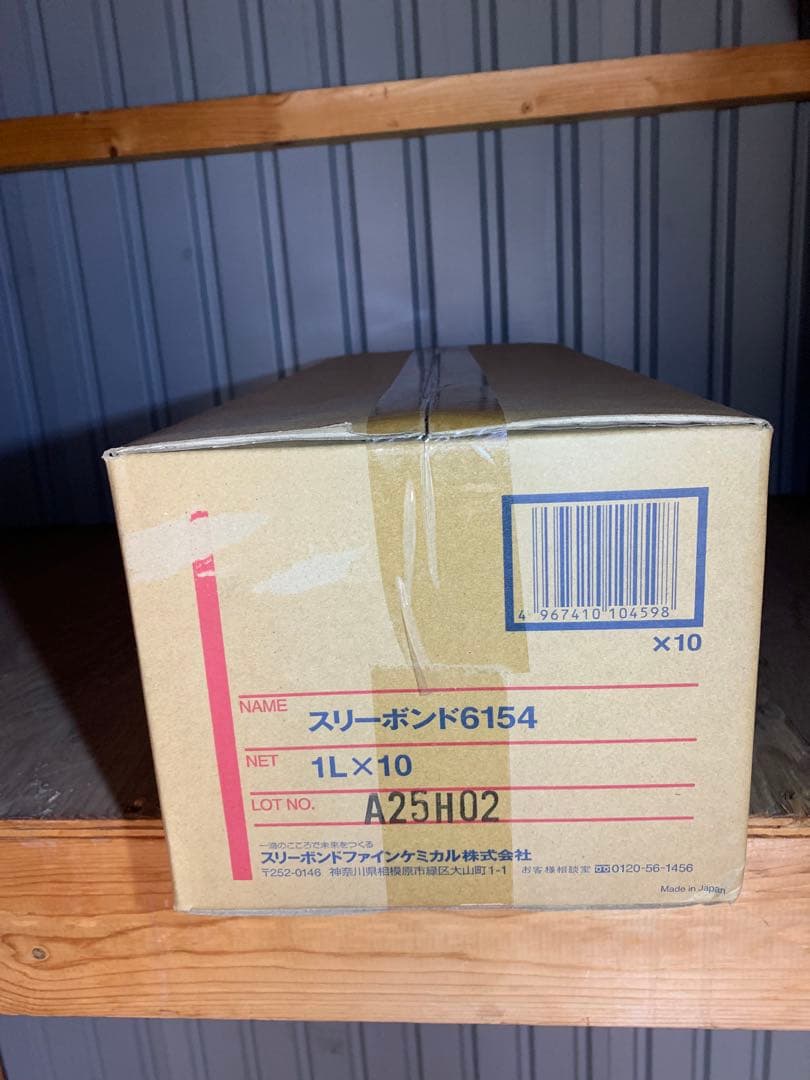 4 967410 104598
×10
NAME スリーボンド6154
NET 1L×10
LOT NO. A25H02
一滴のこころで未来をつくる
スリーボンドファインケミカル株式会社
〒252-0146 神奈川県相模原市緑区大山町1-1 お客様相談室 0120-56-1456
Made in Japan